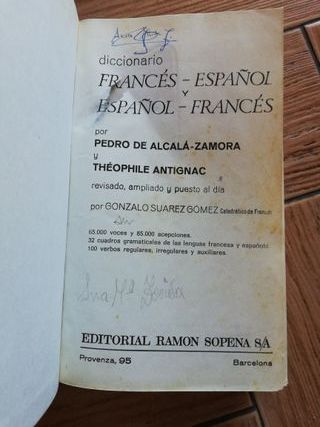 diccionario
FRANCÉS - ESPAÑOL
Y
ESPAÑOL - FRANCÉS
por
PEDRO DE ALCALÁ-ZAMORA
y
THÉOPHILE ANTIGNAC
revisado, ampliado y puesto al día
por GONZALO SUAREZ GOMEZ Catedrático de Francés
65.000 voces y 85.000 acepciones.
32 cuadros gramaticales de las lenguas francesa y española
100 verbos regulares, irregulares y auxiliares.
EDITORIAL RAMON SOPENA S/A
Provenza, 95 Barcelona